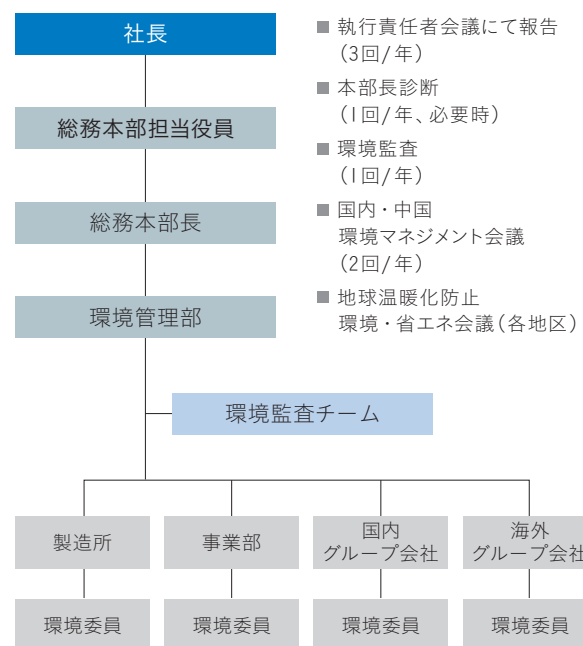 社長
総務本部担当役員
総務本部長
環境管理部
環境監査チーム
製造所
事業部
国内
グループ会社
海外
グループ会社
環境委員
環境委員
環境委員
環境委員
■ 執行責任者会議にて報告
(3回/年)
■ 本部長診断
(1回/年、必要時)
■ 環境監査
(1回/年)
■ 国内・中国
環境マネジメント会議
(2回/年)
■ 地球温暖化防止
環境・省エネ会議(各地区)